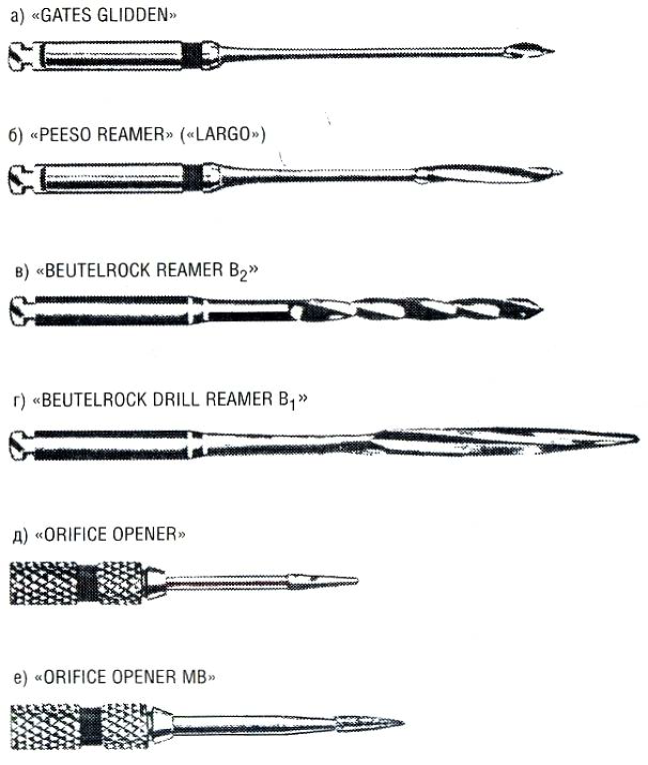 а) «GATES GLIDDEN»
б) «PEESO REAMER» («LARGO»)
в) «BEUTELROCK REAMER B₂»
г) «BEUTELROCK DRILL REAMER B₁»
д) «ORIFICE OPENER»
е) «ORIFICE OPENER MB»